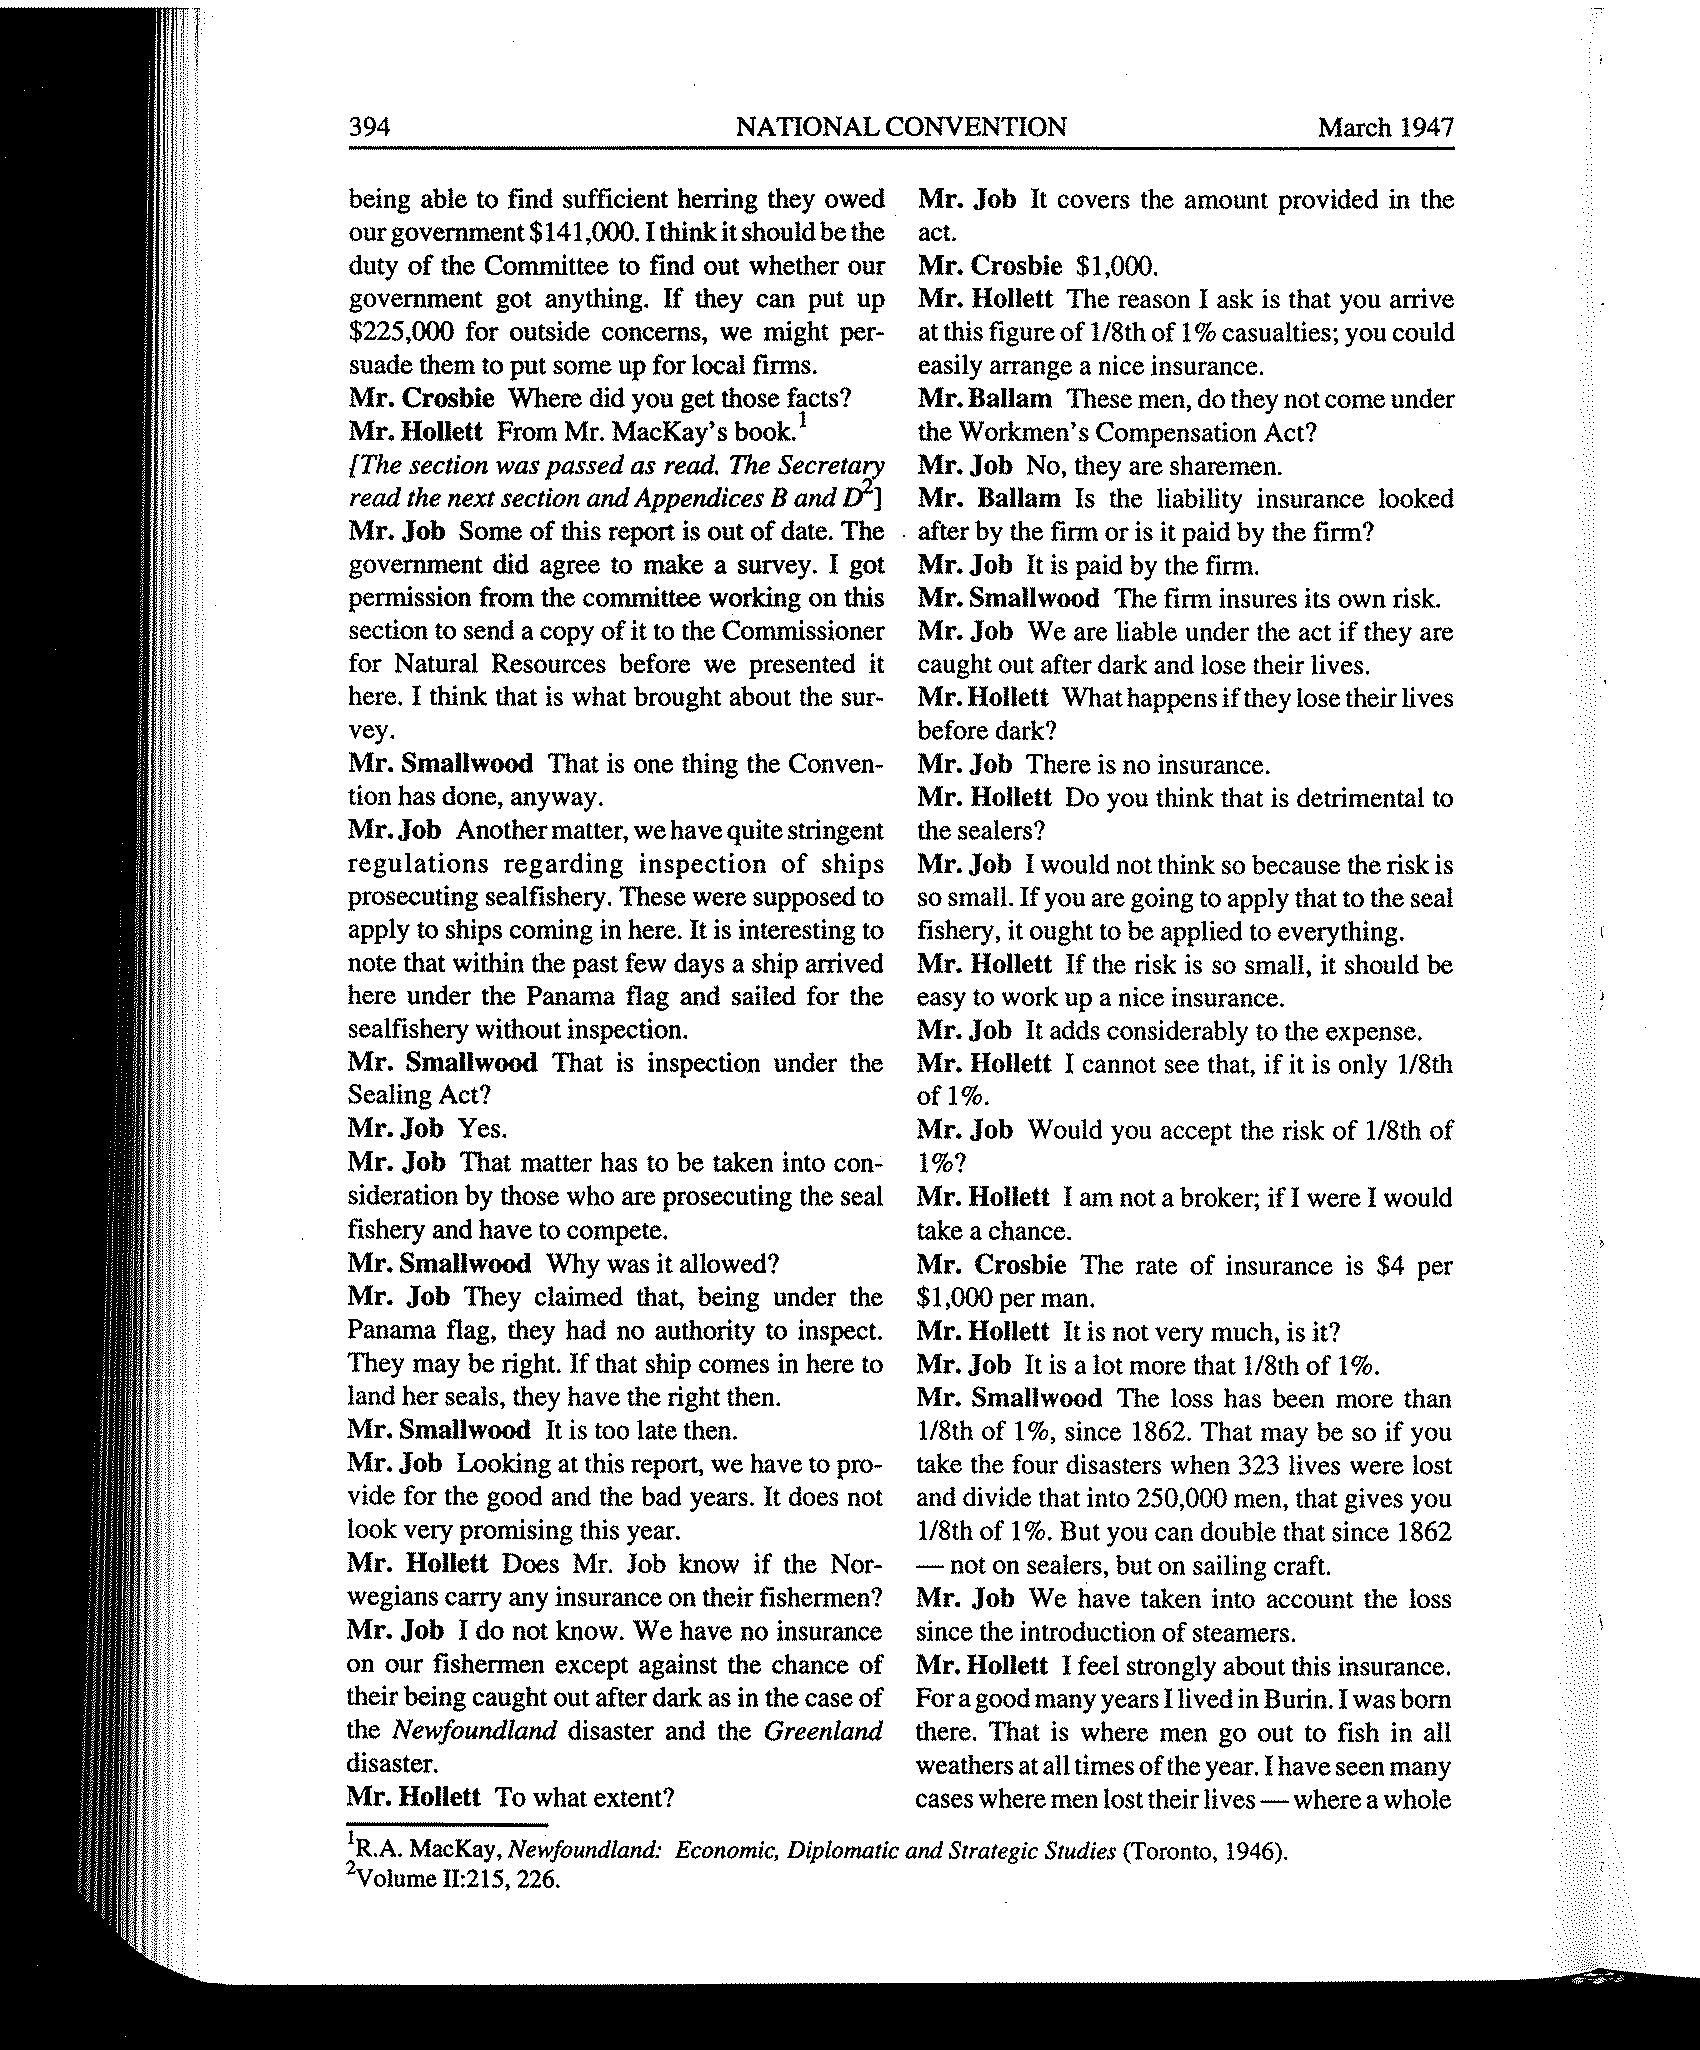 394 NATIONAL CONVENTION March 1947
being able to find sufficient herring they owed
our government $141,000. I think it should be the
duty of the Committee to find out whether our
government got anything. If they can put up
$225,000 for outside concerns, we might per-
suade them to put some up for local firms.
Mr. Crosbie Where did you get those facts?
Mr. Hollett From Mr. MacKay's book.1
[The section was passed as read. The Secretary
read the next section and Appendices B and D2]
Mr. Job Some of this report is out of date. The
government did agree to make a survey. I got
permission from the committee working on this
section to send a copy of it to the Commissioner
for Natural Resources before we presented it
here. I think that is what brought about the sur-
vey.
Mr. Smallwood That is one thing the Conven-
tion has done, anyway.
Mr. Job Another matter, we have quite stringent
regulations regarding inspection of ships
prosecuting sealfishery. These were supposed to
apply to ships coming in here. It is interesting to
note that within the past few days a ship arrived
here under the Panama flag and sailed for the
sealfishery without inspection.
Mr. Smallwood That is inspection under the
Sealing Act?
Mr. Job Yes.
Mr. Job That matter has to be taken into con-
sideration by those who are prosecuting the seal
fishery and have to compete.
Mr. Smallwood Why was it allowed?
Mr. Job They claimed that, being under the
Panama flag, they had no authority to inspect.
They may be right. If that ship comes in here to
land her seals, they have the right then.
Mr. Smallwood It is too late then.
Mr. Job Looking at this report, we have to pro-
vide for the good and the bad years. It does not
look very promising this year.
Mr. Hollett Does Mr. Job know if the Nor-
wegians carry any insurance on their fishermen?
Mr. Job I do not know. We have no insurance
on our fishermen except against the chance of
their being caught out after dark as in the case of
the Newfoundland disaster and the Greenland
disaster.
Mr. Hollett To what extent?
Mr. Job It covers the amount provided in the
act.
Mr. Crosbie $1,000.
Mr. Hollett The reason I ask is that you arrive
at this figure of 1/8th of 1% casualties; you could
easily arrange a nice insurance.
Mr. Ballam These men, do they not come under
the Workmen's Compensation Act?
Mr. Job No, they are sharemen.
Mr. Ballam Is the liability insurance looked
after by the firm or is it paid by the firm?
Mr. Job It is paid by the firm.
Mr. Smallwood The firm insures its own risk.
Mr. Job We are liable under the act if they are
caught out after dark and lose their lives.
Mr. Hollett What happens if they lose their lives
before dark?
Mr. Job There is no insurance.
Mr. Hollett Do you think that is detrimental to
the sealers?
Mr. Job I would not think so because the risk is
so small. If you are going to apply that to the seal
fishery, it ought to be applied to everything.
Mr. Hollett If the risk is so small, it should be
easy to work up a nice insurance.
Mr. Job It adds considerably to the expense.
Mr. Hollett I cannot see that, if it is only 1/8th
of 1%.
Mr. Job Would you accept the risk of 1/8th of
1%?
Mr. Hollett I am not a broker; if I were I would
take a chance.
Mr. Crosbie The rate of insurance is $4 per
$1,000 per man.
Mr. Hollett It is not very much, is it?
Mr. Job It is a lot more that 1/8th of 1%.
Mr. Smallwood The loss has been more than
1/8th of 1%, since 1862. That may be so if you
take the four disasters when 323 lives were lost
and divide that into 250,000 men, that gives you
1/8th of 1%. But you can double that since 1862
— not on sealers, but on sailing craft.
Mr. Job We have taken into account the loss
since the introduction of steamers.
Mr. Hollett I feel strongly about this insurance.
For a good many years I lived in Burin. I was born
there. That is where men go out to fish in all
weathers at all times of the year. I have seen many
cases where men lost their lives — where a whole
1R.A. MacKay, Newfoundland: Economic, Diplomatic and Strategic Studies (Toronto, 1946).
2Volume II:215, 226.